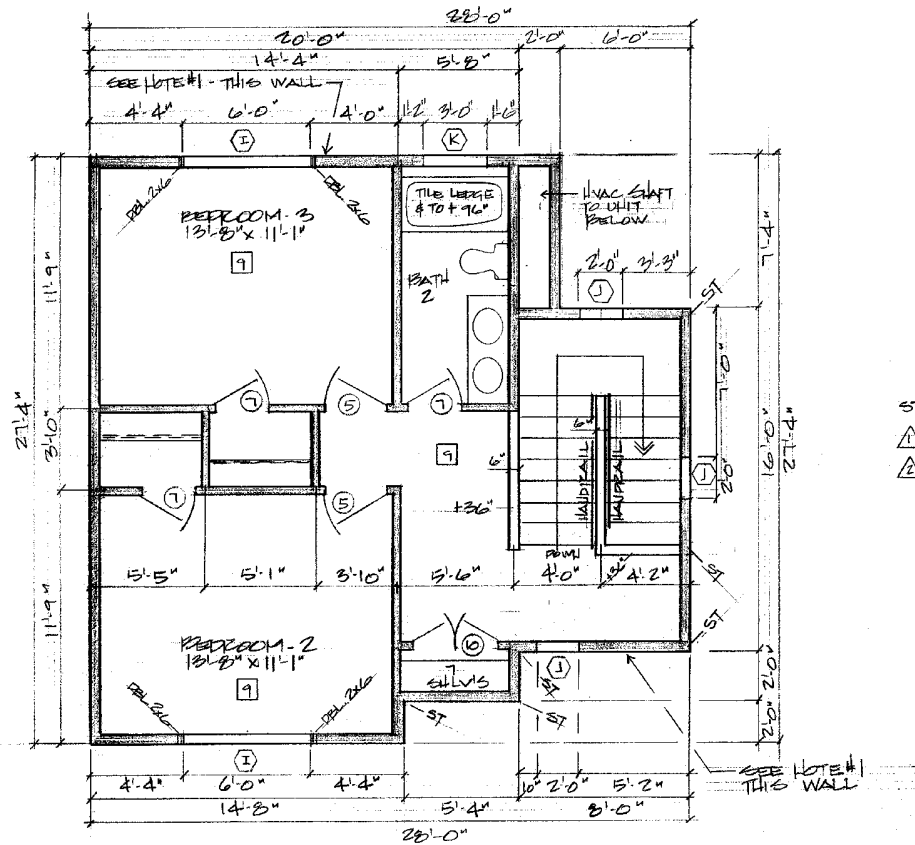 28'-0"
20'-0" 2'-0" 6'-0"
14'-4" 5'-8"
SEE NOTE #1 - THIS WALL
4'-4" 6'-0" 4'-0" 1'-2" 3'-0" 1'-6"
I K
DBL. 2x6 DBL. 2x6
TILE LEDGE
& TO + 96"
HVAC SHAFT
TO UNIT
BELOW
BEDROOM-3
13'-8" x 11'-1"
9
BATH
2
2'-0" 3'-3"
J
ST
7'-4"
11'-9"
7'-0"
7 5 7
27'-4"
3'-10"
9
6"
6"
HANDRAIL HANDRAIL
J
2'-0"
16'-0"
27'-4"
1
2
7 5
+36"
DOWN
+36"
5'-5" 5'-1" 3'-10" 5'-6" 4'-0" 4'-2"
ST
11'-9"
BEDROOM-2
13'-8" x 11'-1"
9
6
SHLV'S
J
ST
ST
ST
DBL. 2x6 DBL. 2x6
2'-0"
2'-0"
I
4'-4" 6'-0" 4'-4" 10" 2'-0" 5'-2"
SEE NOTE #1
THIS WALL
14'-8" 5'-4" 8'-0"
28'-0"